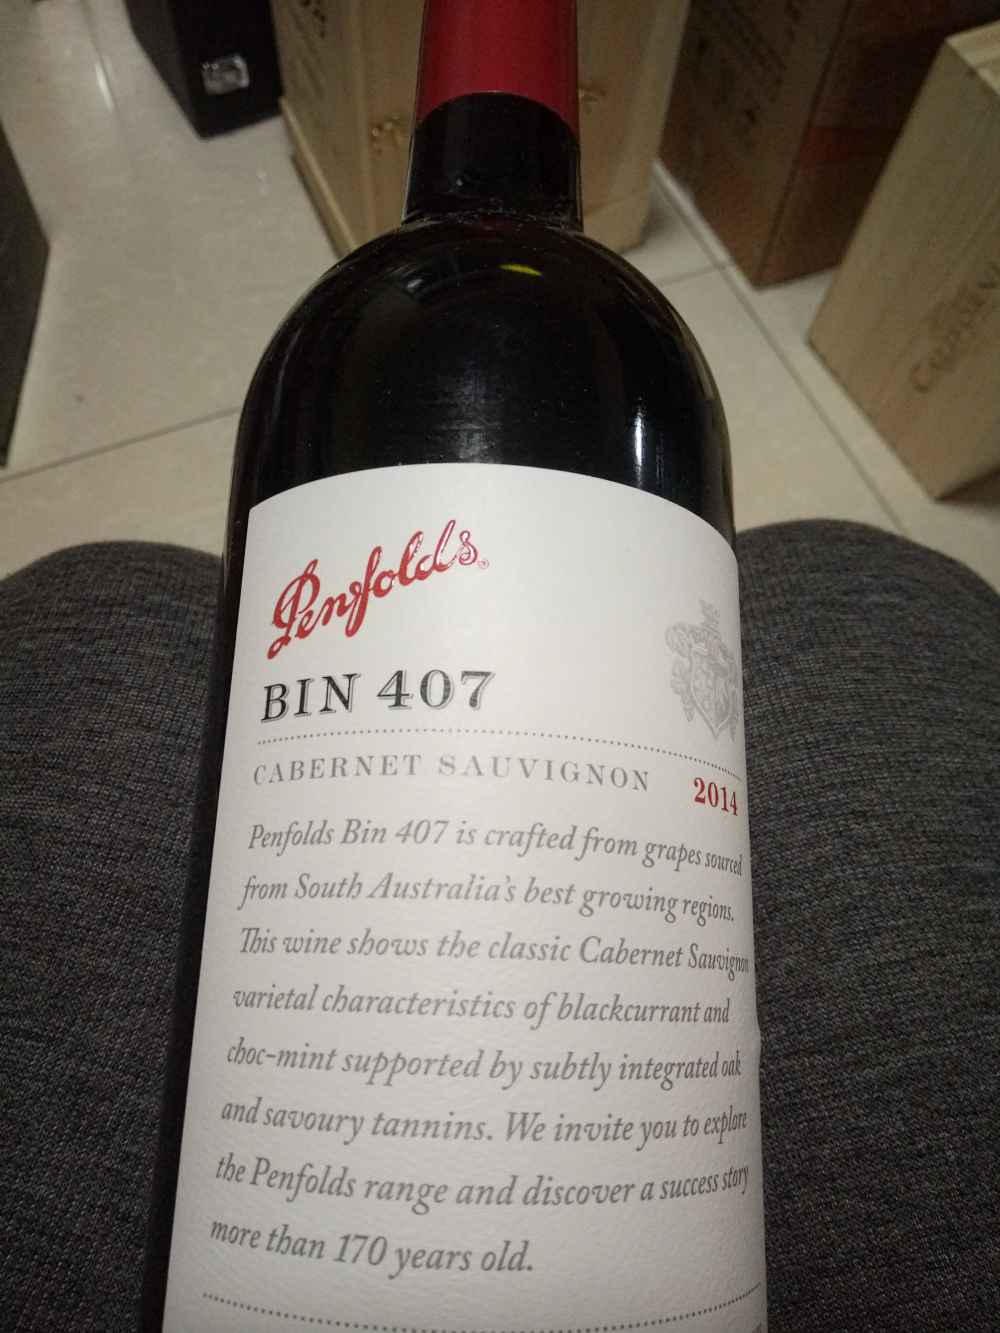 Penfolds®
BIN 407
CABERNET SAUVIGNON 2014
Penfolds Bin 407 is crafted from grapes sourced
from South Australia's best growing regions.
This wine shows the classic Cabernet Sauvignon
varietal characteristics of blackcurrant and
choc-mint supported by subtly integrated oak
and savoury tannins. We invite you to explore
the Penfolds range and discover a success story
more than 170 years old.